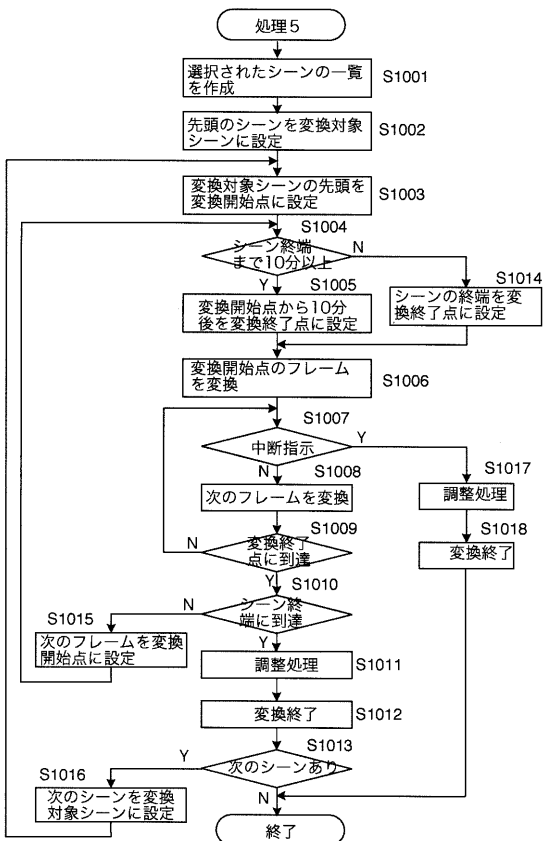 処理5
選択されたシーンの一覧
を作成
S1001
先頭のシーンを変換対象
シーンに設定
S1002
変換対象シーンの先頭を
変換開始点に設定
S1003
S1004
シーン終端
まで10分以上
N
Y
S1005
変換開始点から10分
後を変換終了点に設定
S1014
シーンの終端を変
換終了点に設定
変換開始点のフレーム
を変換
S1006
S1007
中断指示
Y
N
S1008
次のフレームを変換
S1017
調整処理
S1009
変換終了
点に到達
N
Y
S1018
変換終了
S1010
シーン終
端に到達
N
Y
S1015
次のフレームを変換
開始点に設定
調整処理
S1011
変換終了
S1012
S1013
次のシーンあり
Y
N
S1016
次のシーンを変換
対象シーンに設定
終了